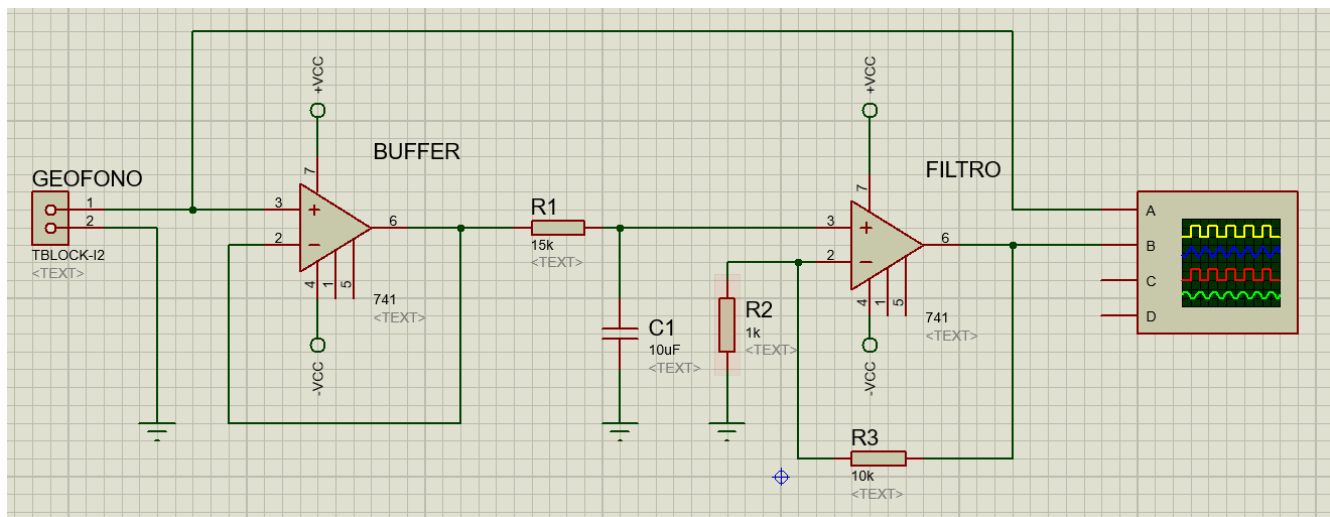 GEOFONO
1
2
TBLOCK-I2
<TEXT>
BUFFER
+VCC
7
3
2
6
4
1
5
741
<TEXT>
-VCC
R1
15k
<TEXT>
C1
10uF
<TEXT>
R2
1k
<TEXT>
FILTRO
+VCC
7
3
2
6
4
1
5
741
<TEXT>
-VCC
R3
10k
<TEXT>
A
B
C
D